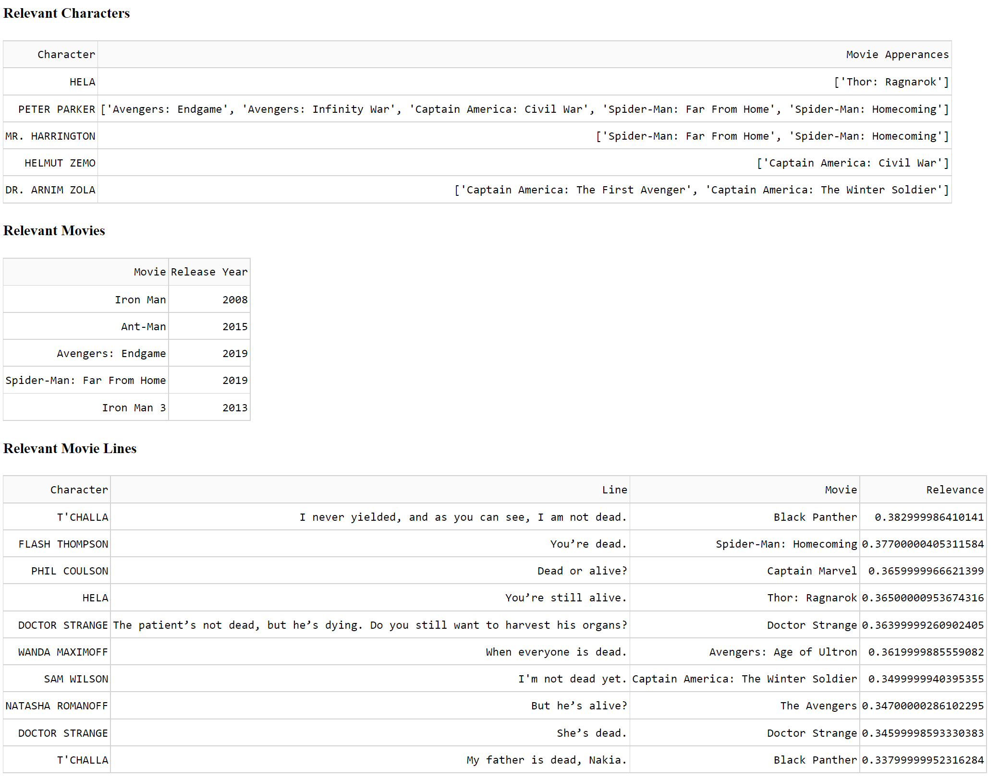 Relevant Characters
Character Movie Apperances
HELA ['Thor: Ragnarok']
PETER PARKER ['Avengers: Endgame', 'Avengers: Infinity War', 'Captain America: Civil War', 'Spider-Man: Far From Home', 'Spider-Man: Homecoming']
MR. HARRINGTON ['Spider-Man: Far From Home', 'Spider-Man: Homecoming']
HELMUT ZEMO ['Captain America: Civil War']
DR. ARNIM ZOLA ['Captain America: The First Avenger', 'Captain America: The Winter Soldier']
Relevant Movies
Movie Release Year
Iron Man 2008
Ant-Man 2015
Avengers: Endgame 2019
Spider-Man: Far From Home 2019
Iron Man 3 2013
Relevant Movie Lines
Character Line Movie Relevance
T'CHALLA I never yielded, and as you can see, I am not dead. Black Panther 0.382999986410141
FLASH THOMPSON You’re dead. Spider-Man: Homecoming 0.37700000405311584
PHIL COULSON Dead or alive? Captain Marvel 0.3659999966621399
HELA You’re still alive. Thor: Ragnarok 0.36500000953674316
DOCTOR STRANGE The patient’s not dead, but he’s dying. Do you still want to harvest his organs? Doctor Strange 0.36399999260902405
WANDA MAXIMOFF When everyone is dead. Avengers: Age of Ultron 0.3619999885559082
SAM WILSON I'm not dead yet. Captain America: The Winter Soldier 0.3499999940395355
NATASHA ROMANOFF But he’s alive? The Avengers 0.34700000286102295
DOCTOR STRANGE She’s dead. Doctor Strange 0.34599998593330383
T'CHALLA My father is dead, Nakia. Black Panther 0.33799999952316284